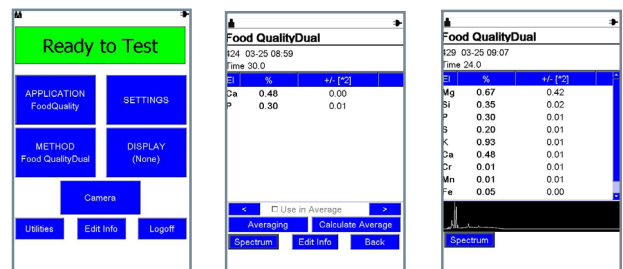 Ready to Test
APPLICATION
FoodQuality
SETTINGS
METHOD
Food QualityDual
DISPLAY
(None)
Camera
Utilities
Edit Info
Logoff
Food QualityDual
424 03-25 08:59
Time 30.0
El % +/- [*2]
Ca 0.48 0.00
P 0.30 0.01
< Use in Average >
Averaging
Calculate Average
Spectrum
Edit Info
Back
Food QualityDual
429 03-25 09:07
Time 24.0
El % +/- [*2]
Mg 0.67 0.42
Si 0.35 0.02
P 0.30 0.01
S 0.20 0.01
K 0.93 0.01
Ca 0.48 0.01
Cr 0.01 0.01
Mn 0.01 0.01
Fe 0.05 0.00
Spectrum